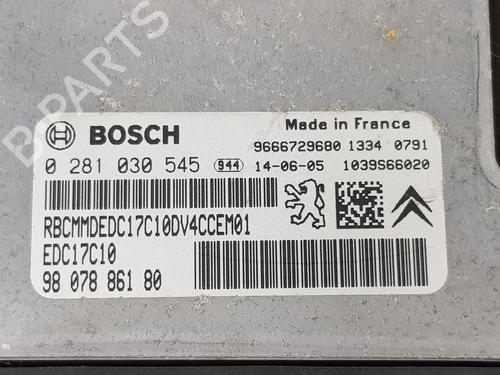 B-PARTS
BOSCH
Made in France
9666729680 1334 0791
0 281 030 545 944 14-06-05 1039S66020
RBCMMDEDC17C10DV4CCEM01
EDC17C10
98 078 861 80